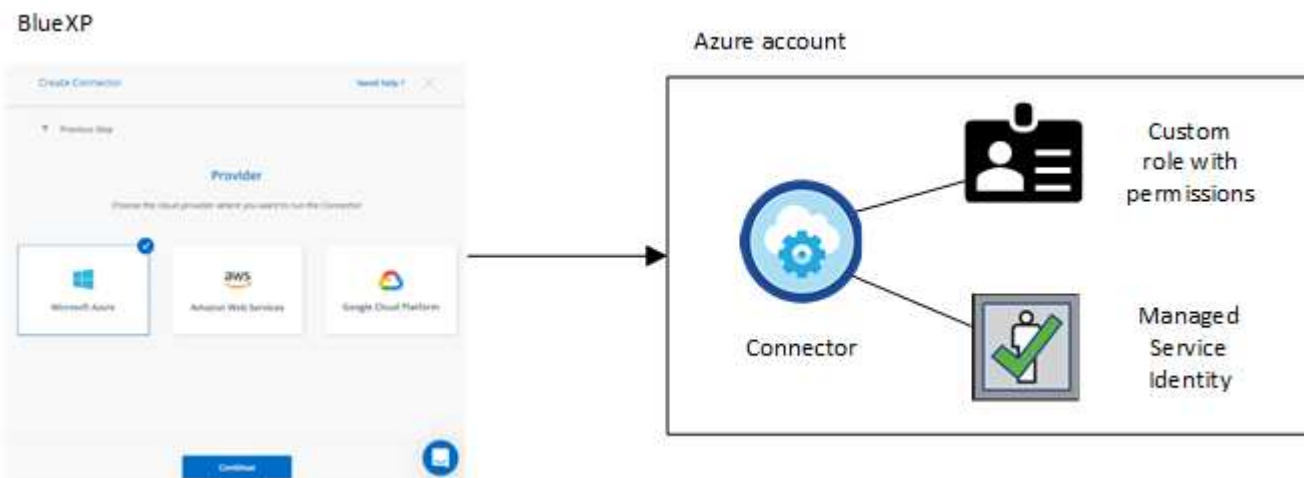 BlueXP
Create Connector
Need help ?
Previous Step
Provider
Choose the cloud provider where you want to run the Connector
Microsoft Azure
aws
Amazon Web Services
Google Cloud Platform
Continue
Azure account
Custom
role with
permissions
Connector
Managed
Service
Identity